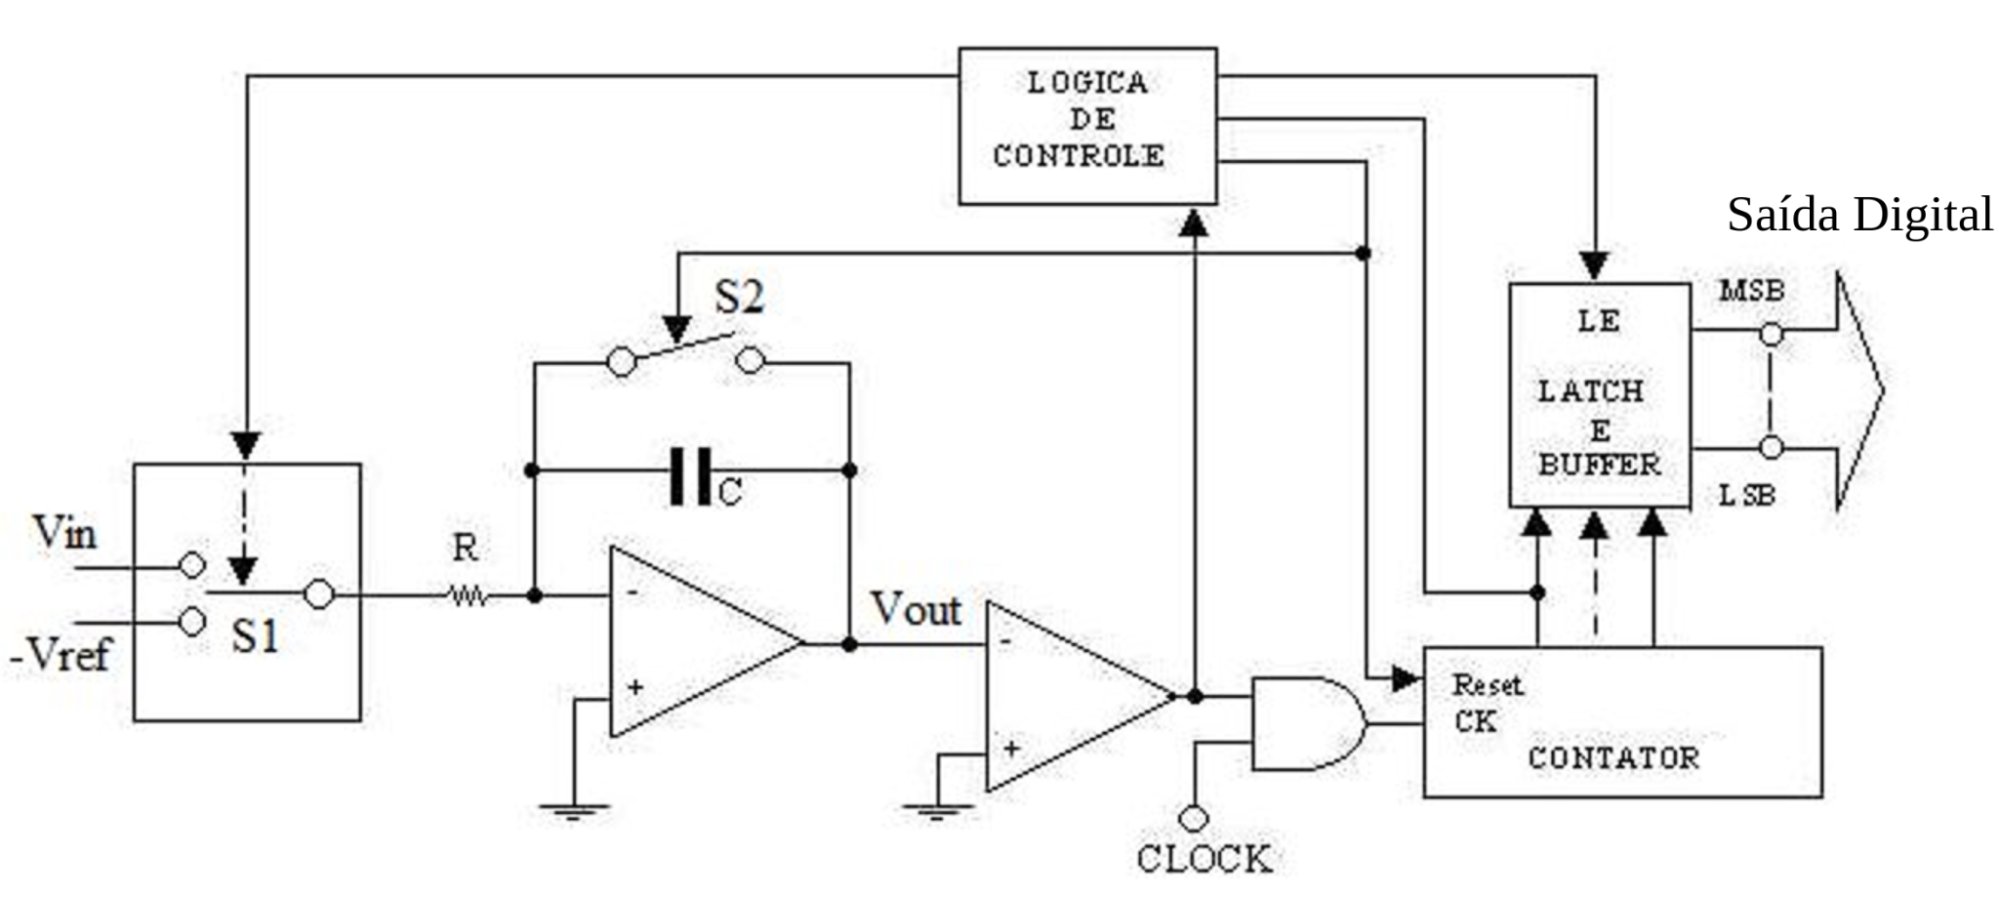 LOGICA
DE
CONTROLE
Saída Digital
S2
MSB
LE
LATCH
E
BUFFER
LSB
C
Vin
R
-
Vout
-
S1
-Vref
+
Reset
CK
+
CONTATOR
CLOCK